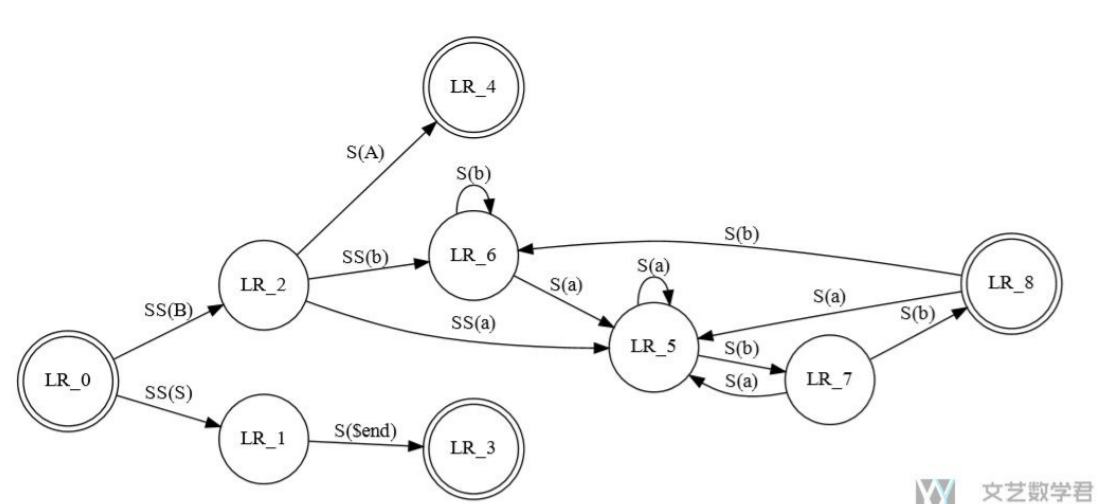 LR_4
S(A)
S(b)
LR_6
S(b)
SS(b)
LR_2
S(a)
S(a)
LR_8
S(a)
SS(B)
S(b)
SS(a)
LR_5
S(b)
LR_0
LR_7
S(a)
SS(S)
LR_1
S($end)
LR_3
文艺数学君